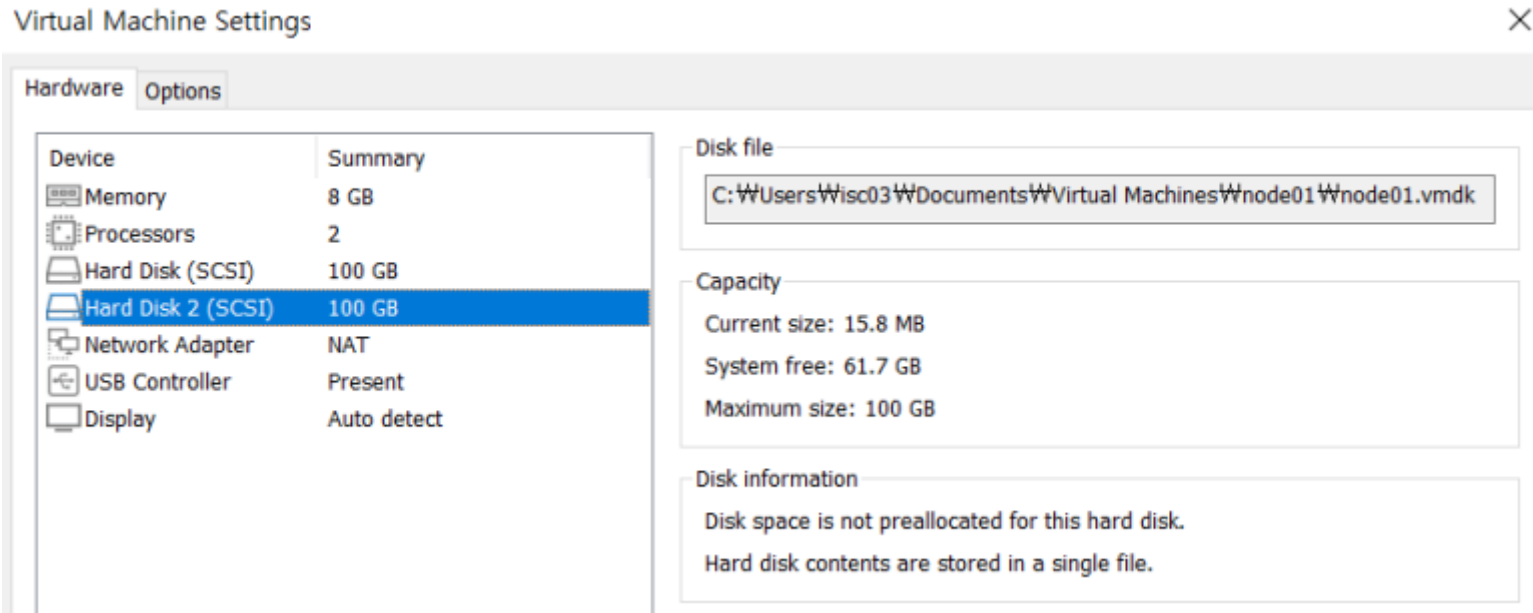 Virtual Machine Settings
Hardware Options
Device Summary
Memory 8 GB
Processors 2
Hard Disk (SCSI) 100 GB
Hard Disk 2 (SCSI) 100 GB
Network Adapter NAT
USB Controller Present
Display Auto detect
Disk file
C:₩Users₩isc03₩Documents₩Virtual Machines₩node01₩node01.vmdk
Capacity
Current size: 15.8 MB
System free: 61.7 GB
Maximum size: 100 GB
Disk information
Disk space is not preallocated for this hard disk.
Hard disk contents are stored in a single file.